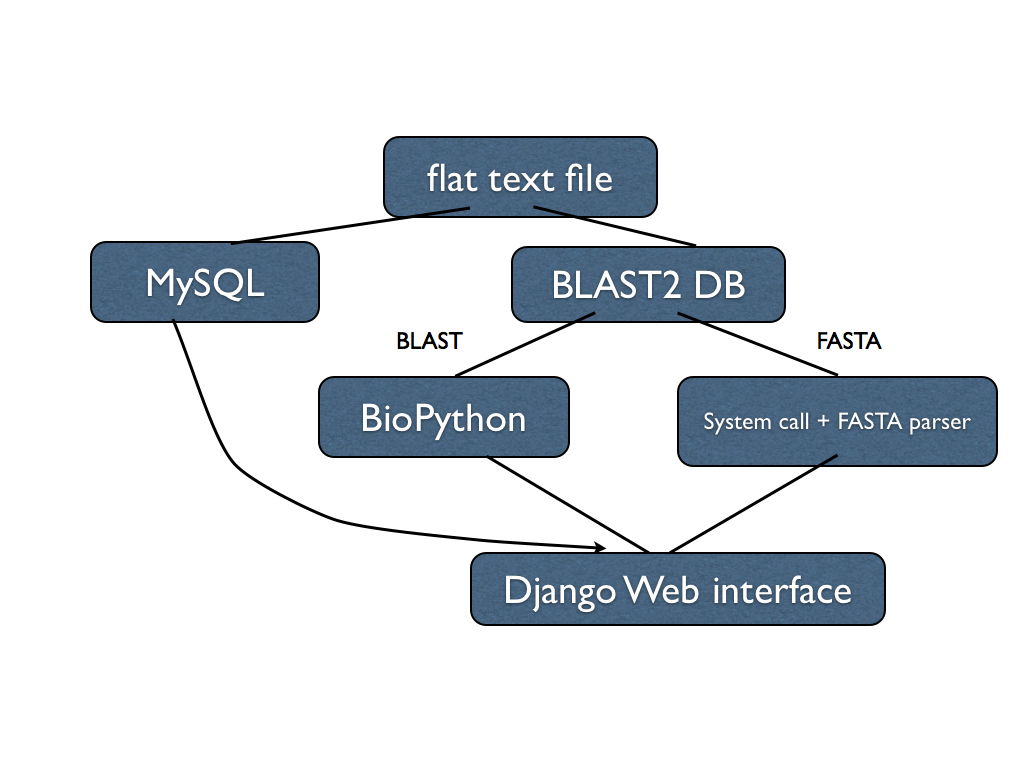 flat text file
MySQL
BLAST2 DB
BLAST
FASTA
BioPython
System call + FASTA parser
Django Web interface